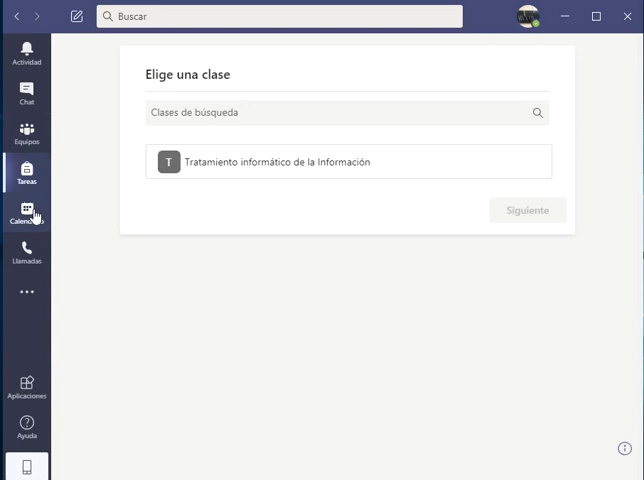 Buscar
Actividad
Chat
Equipos
Tareas
Llamadas
Aplicaciones
Ayuda
Elige una clase
Clases de búsqueda
T Tratamiento informático de la Información
Siguiente